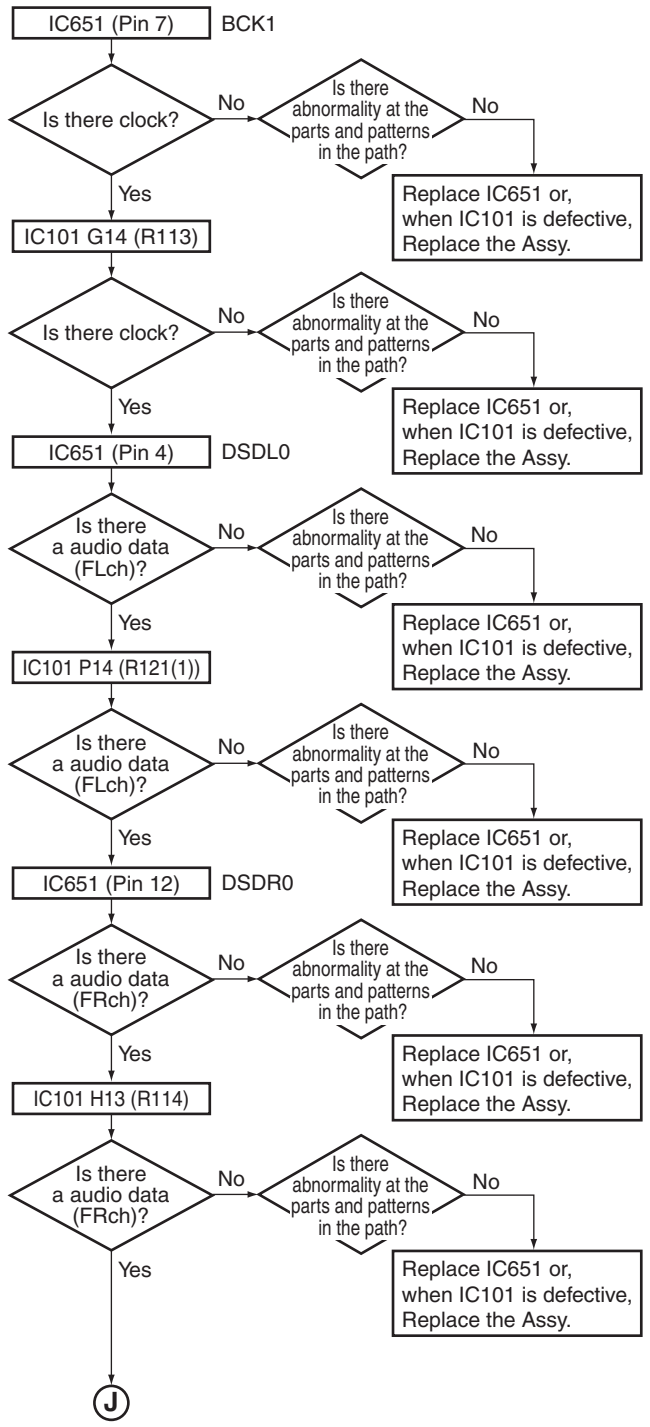 IC651 (Pin 7) BCK1
Is there clock?
No
Is there
abnormality at the
parts and patterns
in the path?
No
Replace IC651 or,
when IC101 is defective,
Replace the Assy.
Yes
IC101 G14 (R113)
Is there clock?
No
Is there
abnormality at the
parts and patterns
in the path?
No
Replace IC651 or,
when IC101 is defective,
Replace the Assy.
Yes
IC651 (Pin 4) DSDL0
Is there
a audio data
(FLch)?
No
Is there
abnormality at the
parts and patterns
in the path?
No
Replace IC651 or,
when IC101 is defective,
Replace the Assy.
Yes
IC101 P14 (R121(1))
Is there
a audio data
(FLch)?
No
Is there
abnormality at the
parts and patterns
in the path?
No
Replace IC651 or,
when IC101 is defective,
Replace the Assy.
Yes
IC651 (Pin 12) DSDR0
Is there
a audio data
(FRch)?
No
Is there
abnormality at the
parts and patterns
in the path?
No
Replace IC651 or,
when IC101 is defective,
Replace the Assy.
Yes
IC101 H13 (R114)
Is there
a audio data
(FRch)?
No
Is there
abnormality at the
parts and patterns
in the path?
No
Replace IC651 or,
when IC101 is defective,
Replace the Assy.
Yes
J